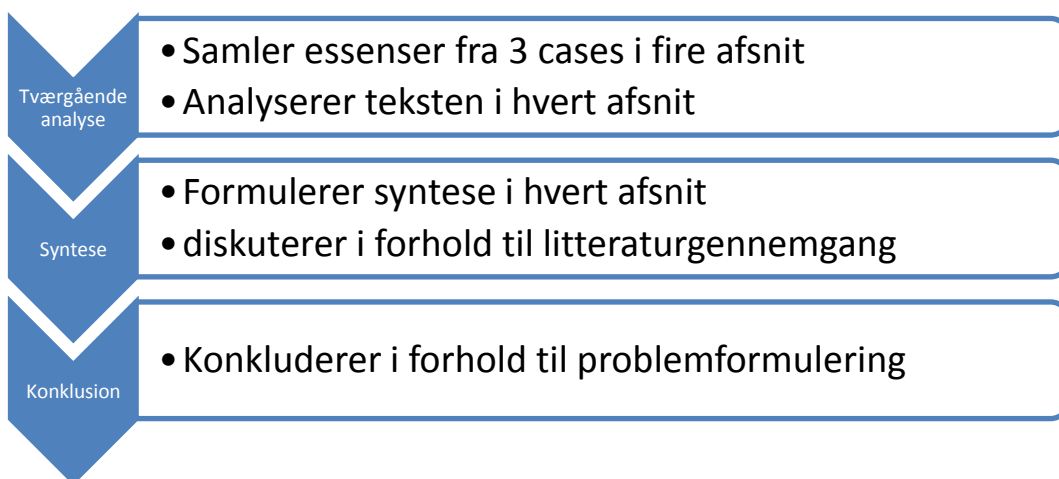 Tværgående
analyse
•Samler essenser fra 3 cases i fire afsnit
•Analyserer teksten i hvert afsnit
Syntese
•Formulerer syntese i hvert afsnit
•diskuterer i forhold til litteraturgennemgang
Konklusion
•Konkluderer i forhold til problemformulering